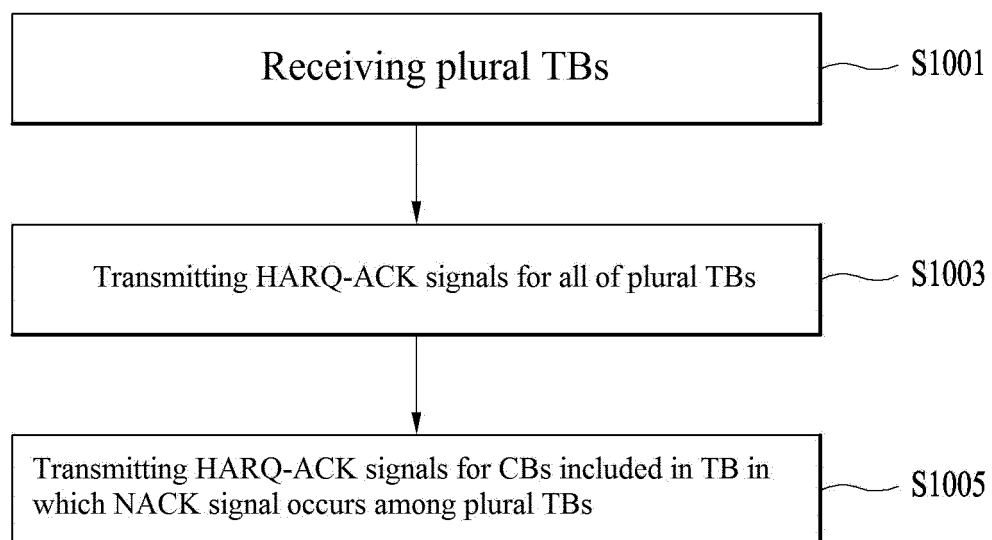 Receiving plural TBs
S1001
Transmitting HARQ-ACK signals for all of plural TBs
S1003
Transmitting HARQ-ACK signals for CBs included in TB in
which NACK signal occurs among plural TBs
S1005